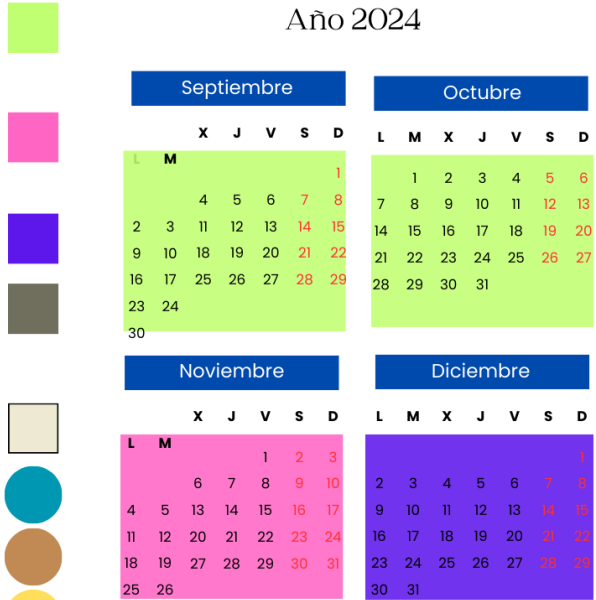 Año 2024
Septiembre
X J V S D
L M
1
4 5 6 7 8
2 3 11 12 13 14 15
9 10 18 19 20 21 22
16 17 25 26 27 28 29
23 24
30
Octubre
L M X J V S D
1 2 3 4 5 6
7 8 9 10 11 12 13
14 15 16 17 18 19 20
21 22 23 24 25 26 27
28 29 30 31
Noviembre
X J V S D
L M
1 2 3
6 7 8 9 10
4 5 13 14 15 16 17
11 12 20 21 22 23 24
18 19 27 28 29 30 31
25 26
Diciembre
L M X J V S D
1
2 3 4 5 6 7 8
9 10 11 12 13 14 15
16 17 18 19 20 21 22
23 24 25 26 27 28 29
30 31